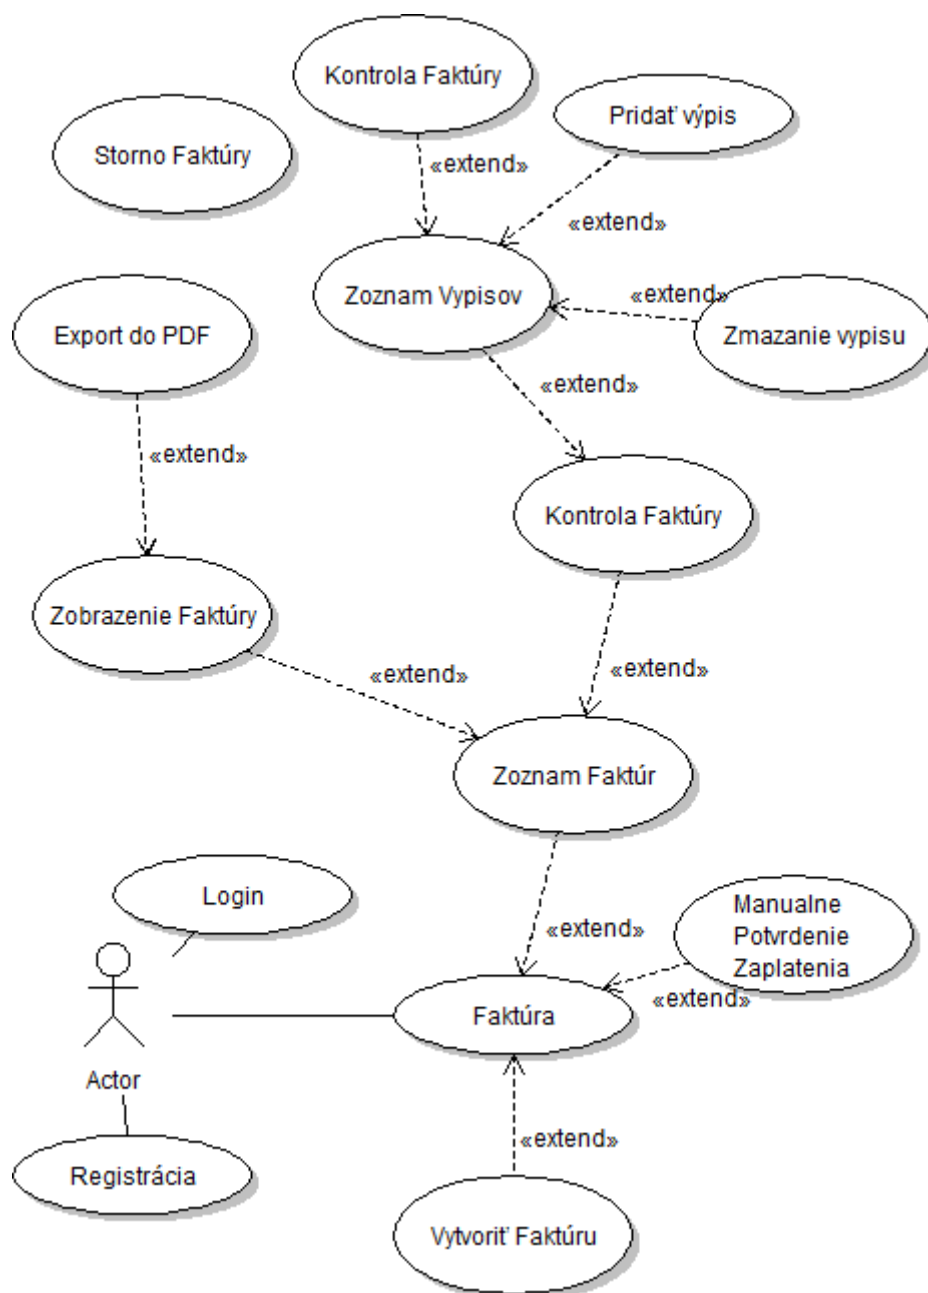 Kontrola Faktúry
Pridať výpis
Storno Faktúry
«extend»
«extend»
Zoznam Vypisov
«extend»
Export do PDF
Zmazanie vypisu
«extend»
«extend»
Kontrola Faktúry
Zobrazenie Faktúry
«extend»
«extend»
Zoznam Faktúr
Login
Manualne
Potvrdenie
Zaplatenia
«extend»
«extend»
Faktúra
Actor
«extend»
Registrácia
Vytvoriť Faktúru